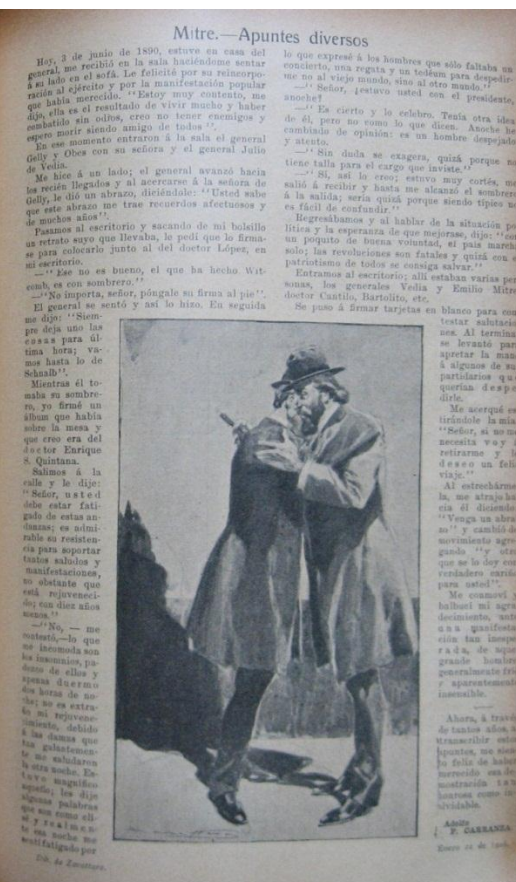 Mitre.—Apuntes diversos
Hoy, 3 de junio de 1890, estuve en casa del
general, me recibió en la sala haciéndome sentar
á su lado en el sofá. Le felicité por su reincorpo-
ración al ejército y por la manifestación popular
que había merecido. "Estoy muy contento, me
dijo, ella es el resultado de vivir mucho y haber
combatido sin odios, creo no tener enemigos y
espero morir siendo amigo de todos".
En ese momento entraron á la sala el general
Gelly y Obes con su señora y el general Julio
de Vedia.
Me hice á un lado; el general avanzó hacia
los recién llegados y al acercarse á la señora de
Gelly, le dió un abrazo, diciéndole: "Usted sabe
que este abrazo me trae recuerdos afectuosos y
de muchos años".
Pasamos al escritorio y sacando de mi bolsillo
un retrato suyo que llevaba, le pedí que lo firma-
se para colocarlo junto al del doctor López, en
mi escritorio.
—"Ese no es bueno, el que ha hecho Wit-
comb, es con sombrero."
—"No importa, señor, póngale su firma al pie".
El general se sentó y así lo hizo. En seguida
me dijo: "Siem-
pre deja uno las
cosas para úl-
tima hora; va-
mos hasta lo de
Schnalb".
Mientras él to-
maba su sombre-
ro, yo firmé un
álbum que había
sobre la mesa y
que creo era del
doctor Enrique
S. Quintana.
Salimos á la
calle y le dije:
"Señor, usted
debe estar fati-
gado de estas an-
danzas; es admi-
rable su resisten-
cia para soportar
tantos saludos y
manifestaciones,
no obstante que
está rejuveneci-
do; con diez años
menos."
—"No, — me
contestó,—lo que
me incomoda son
los insomnios, pa-
dezco de ellos y
apenas duermo
dos horas de no-
che; no es extra-
ño mi rejuvene-
cimiento, debido
á las damas que
tan galantemen-
te me saludaron
la otra noche. Es-
tuvo magnífico
aquello; les dije
algunas palabras
que son como eli-
sé y realmen-
te esa noche me
sentí fatigado por
lo que expresé á los hombres que sólo faltaba un
concierto, una regata y un tedéum para despedir-
me no al viejo mundo, sino al otro mundo."
—"Señor, ¿estuvo usted con el presidente,
anoche?
—"Es cierto y lo celebro. Tenía otra idea
de él, pero no como lo que dicen. Anoche he
cambiado de opinión: es un hombre despejado
y atento.
—"Sin duda se exagera, quizá porque no
tiene talla para el cargo que inviste."
—"Sí, así lo creo; estuvo muy cortés, me
salió á recibir y hasta me alcanzó el sombrero
á la salida; sería quizá porque siendo típico no
es fácil de confundir."
Regresábamos y al hablar de la situación po-
lítica y la esperanza de que mejorase, dijo: "con
un poquito de buena voluntad, el país marcha
solo; las revoluciones son fatales y quizá con el
patriotismo de todos se consiga salvar."
Entramos al escritorio; allí estaban varias per-
sonas, los generales Vedia y Emilio Mitre,
doctor Cantilo, Bartolito, etc.
Se puso á firmar tarjetas en blanco para con-
testar salutacio-
nes. Al terminar
se levantó para
apretar la mano
á algunos de sus
partidarios que
querían despe-
dirle.
Me acerqué es-
tirándole la mía:
"Señor, si no me
necesita voy á
retirarme y le
deseo un feliz
viaje."
Al estrechárme-
la, me atrajo ha-
cia él diciendo:
"Venga un abra-
zo" y cambió de
movimiento agre-
gando "y otro
que se lo doy con
verdadero cariño
para usted".
Me conmoví y
balbucí mi agra-
decimiento, ante
una manifesta-
ción tan inespe-
rada, de aquel
grande hombre
generalmente frío
y aparentemente
insensible.
Ahora, á través
de tantos años, al
transcribir estos
apuntes, me sien-
to feliz de haber
merecido esa de-
mostración tan
honrosa como in-
olvidable.
Adolfo
P. CARRANZA
Enero 24 de
Dib. de Zavattaro.